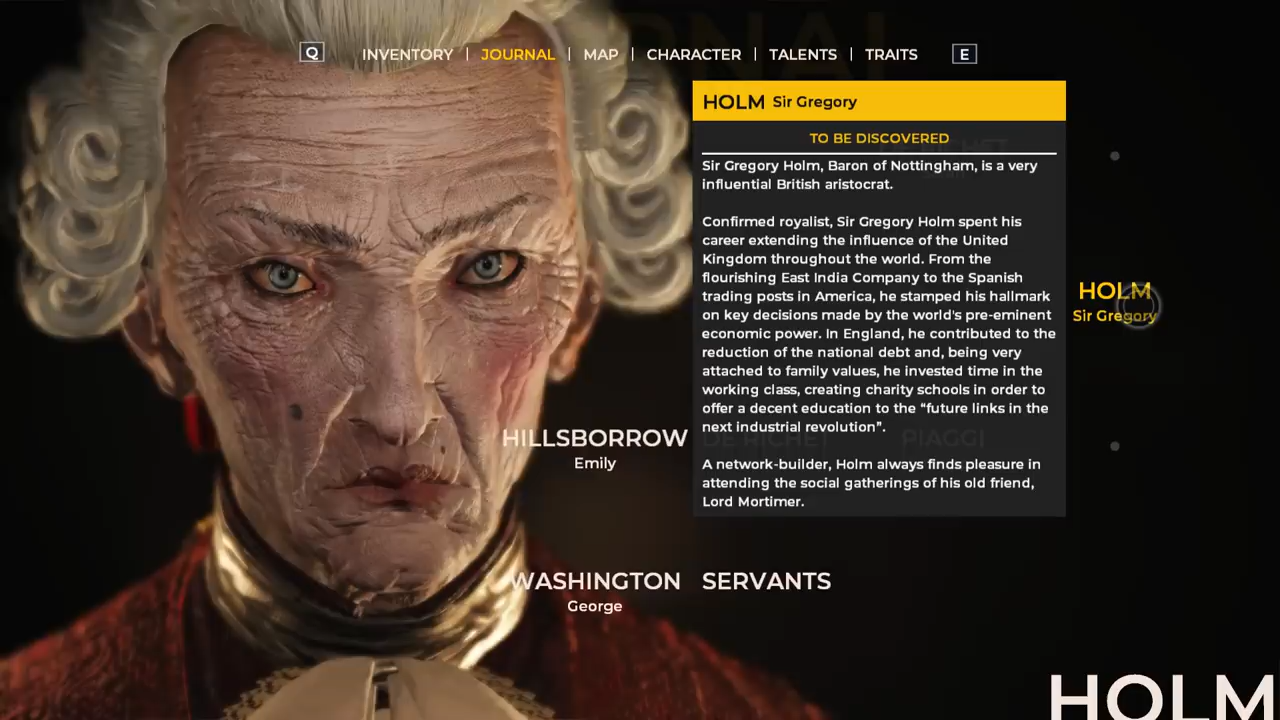 Q INVENTORY | JOURNAL | MAP | CHARACTER | TALENTS | TRAITS E
HOLM Sir Gregory
TO BE DISCOVERED
Sir Gregory Holm, Baron of Nottingham, is a very
influential British aristocrat.
Confirmed royalist, Sir Gregory Holm spent his
career extending the influence of the United
Kingdom throughout the world. From the
flourishing East India Company to the Spanish
trading posts in America, he stamped his hallmark
on key decisions made by the world's pre-eminent
economic power. In England, he contributed to the
reduction of the national debt and, being very
attached to family values, he invested time in the
working class, creating charity schools in order to
offer a decent education to the “future links in the
next industrial revolution”.
A network-builder, Holm always finds pleasure in
attending the social gatherings of his old friend,
Lord Mortimer.
HOLM
Sir Gregory
HILLSBORROW DE RICHET PIAGGI
Emily
WASHINGTON SERVANTS
George
HOLM